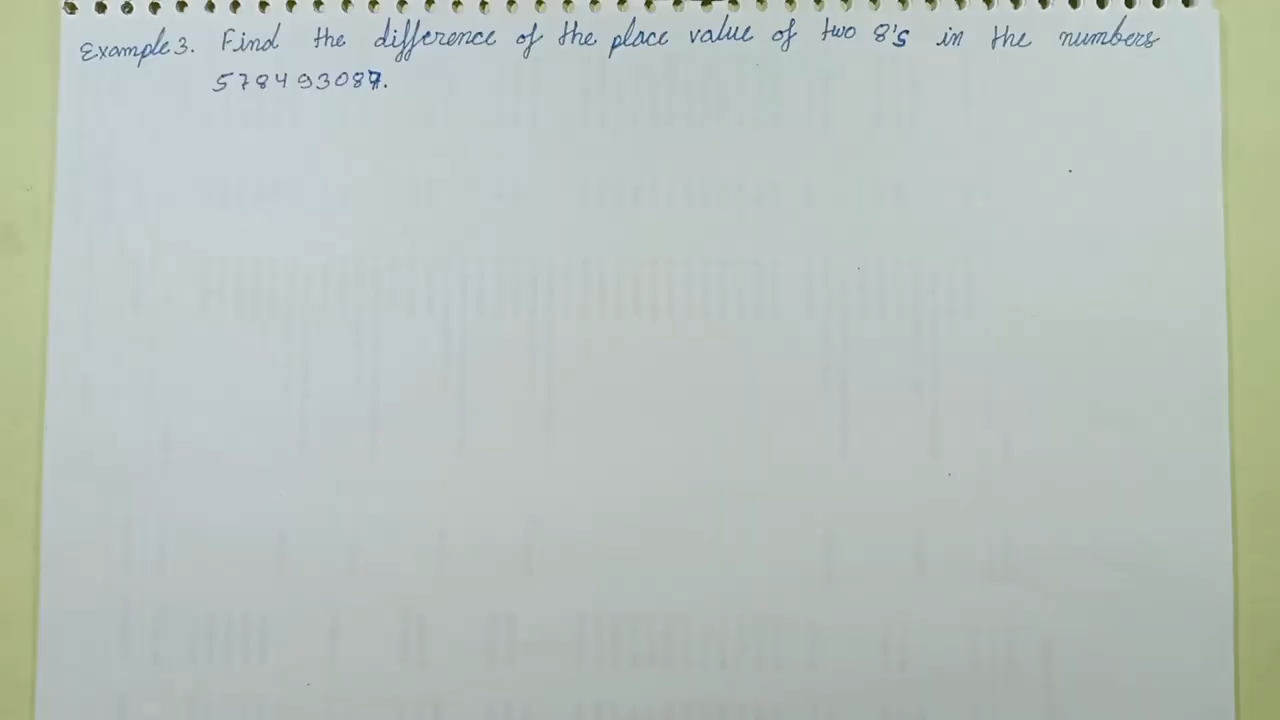 Example 3. Find the difference of the place value of two 8's in the numbers
578493087.